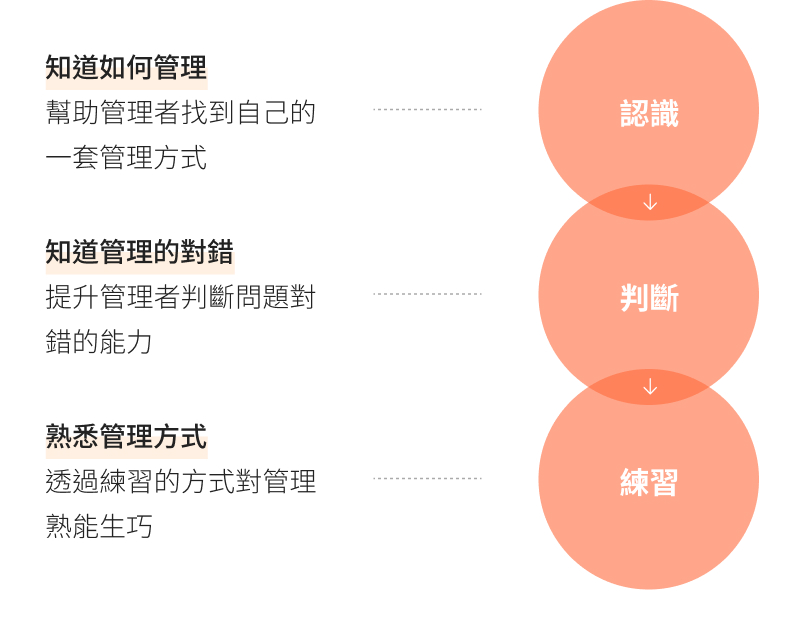 知道如何管理
幫助管理者找到自己的
一套管理方式
認識
知道管理的對錯
提升管理者判斷問題對
錯的能力
判斷
熟悉管理方式
透過練習的方式對管理
熟能生巧
練習